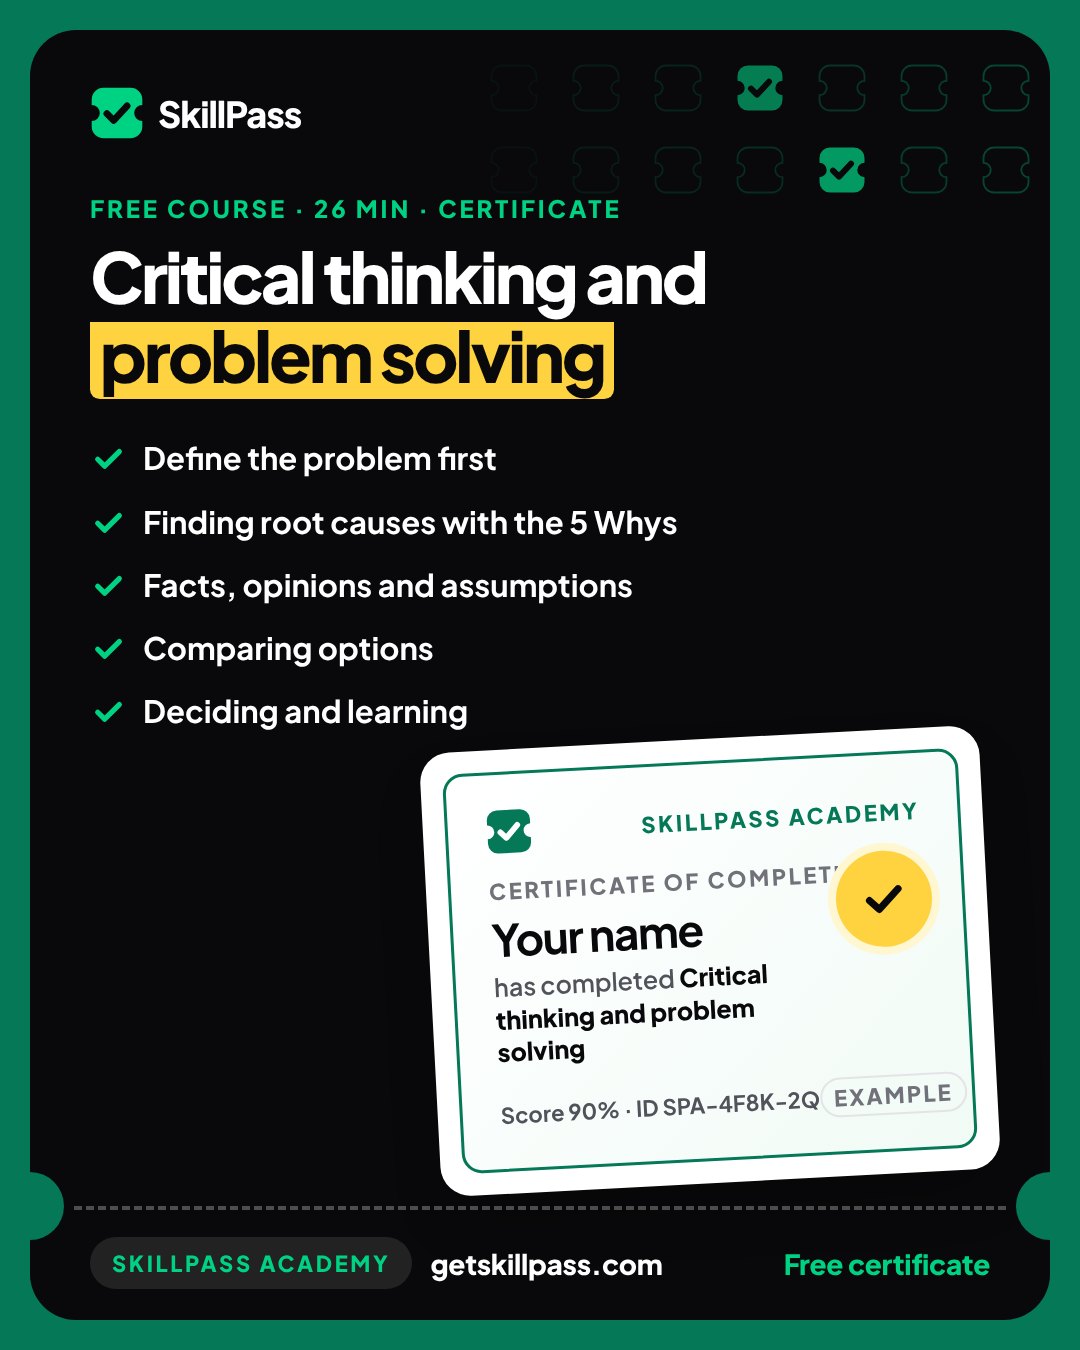 SkillPass
FREE COURSE · 26 MIN · CERTIFICATE
Critical thinking and
problem solving
Define the problem first
Finding root causes with the 5 Whys
Facts, opinions and assumptions
Comparing options
Deciding and learning
SKILLPASS ACADEMY
CERTIFICATE OF
Your name
has completed Critical
thinking and problem
solving
Score 90% · ID SPA-4F8K-2Q
EXAMPLE
SKILLPASS ACADEMY
getskillpass.com
Free certificate